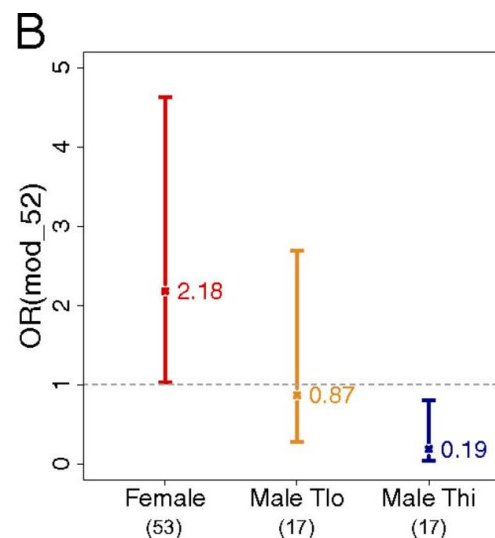 B
OR(mod_52)
5
4
3
2
1
0
2.18
0.87
0.19
Female Male Tlo Male Thi
(53) (17) (17)